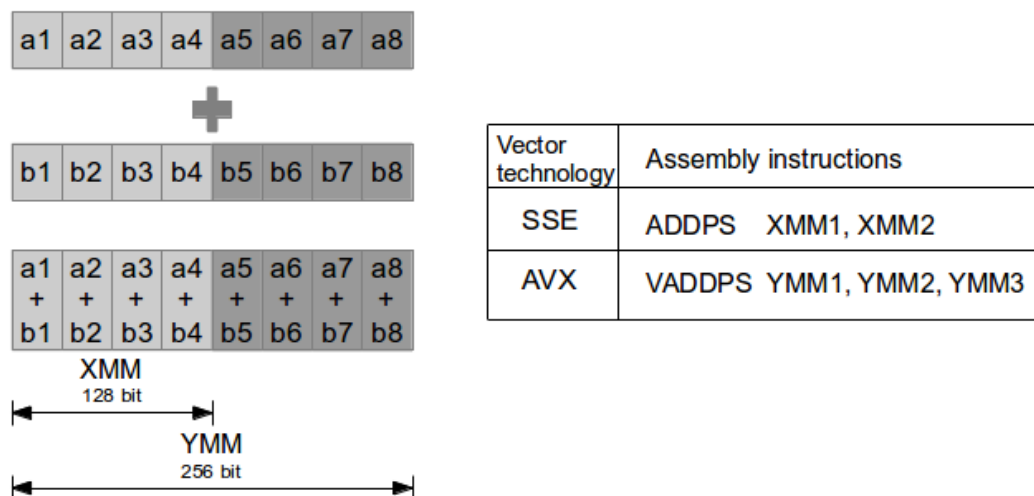 a1 a2 a3 a4 a5 a6 a7 a8
b1 b2 b3 b4 b5 b6 b7 b8
a1 a2 a3 a4 a5 a6 a7 a8
+ + + + + + + +
b1 b2 b3 b4 b5 b6 b7 b8
XMM
128 bit
YMM
256 bit
Vector
technology
Assembly instructions
SSE
ADDPS XMM1, XMM2
AVX
VADDPS YMM1, YMM2, YMM3